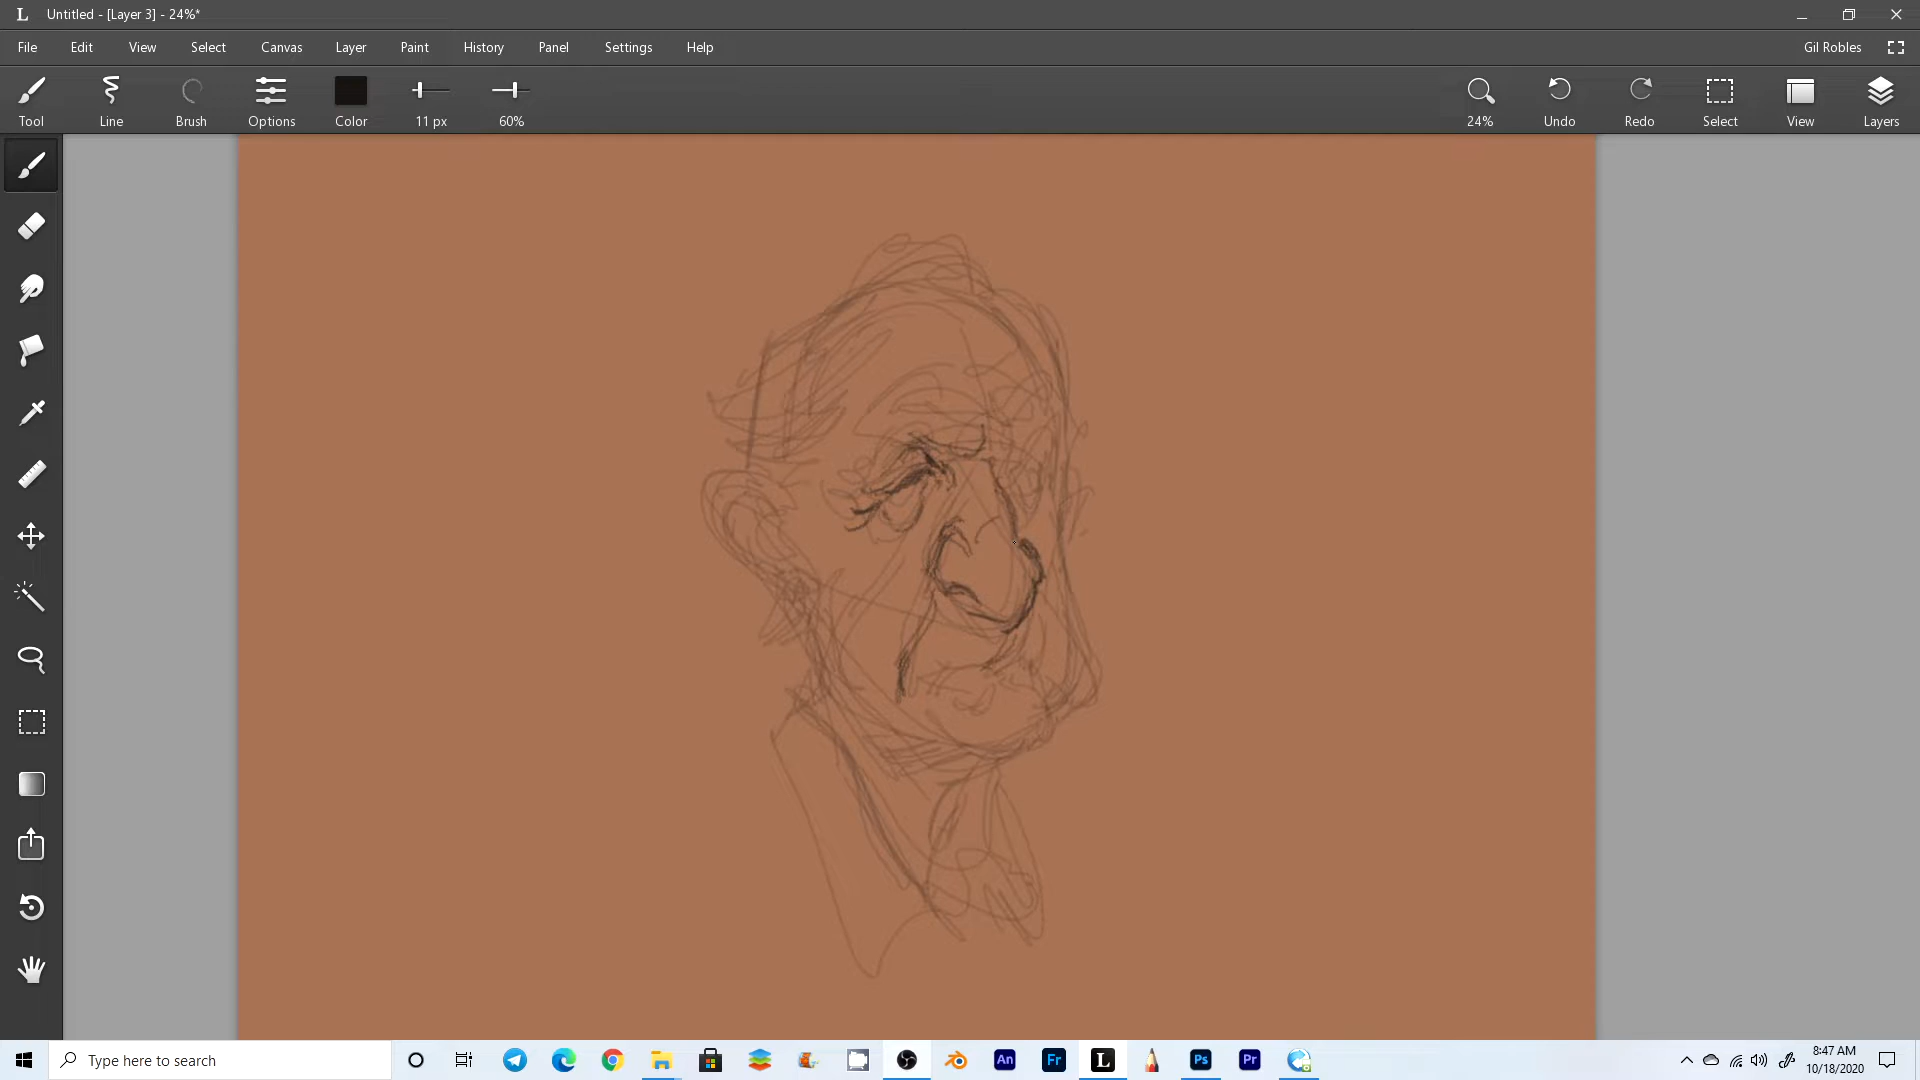 L Untitled - [Layer 3] - 24%*
File Edit View Select Canvas Layer Paint History Panel Settings Help Gil Robles
Tool Line Brush Options Color 11 px 60% 24% Undo Redo Select View Layers
Type here to search
An Fr L Ps Pr
8:47 AM
10/18/2020